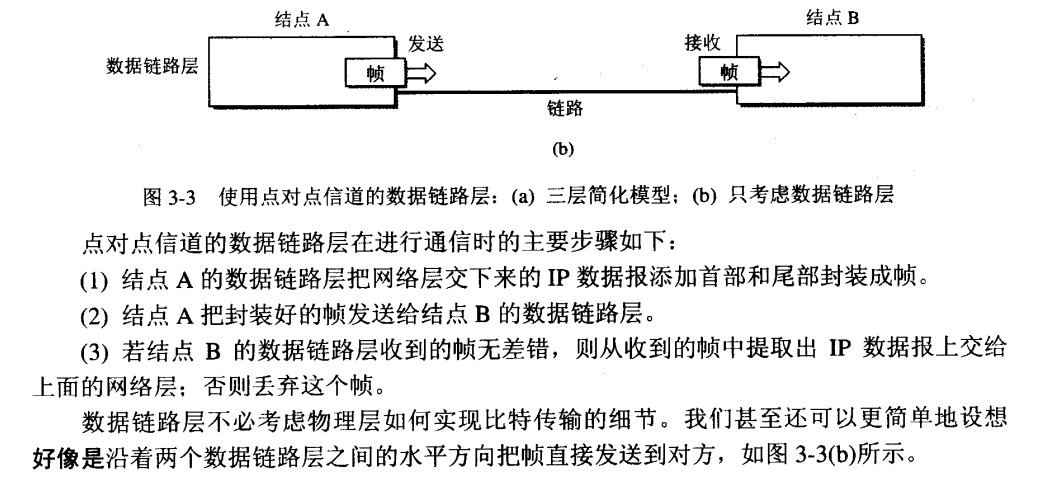 结点 A 结点 B
发送 接收
数据链路层 帧 帧
链路
(b)
图 3-3 使用点对点信道的数据链路层：(a) 三层简化模型；(b) 只考虑数据链路层
点对点信道的数据链路层在进行通信时的主要步骤如下：
(1) 结点 A 的数据链路层把网络层交下来的 IP 数据报添加首部和尾部封装成帧。
(2) 结点 A 把封装好的帧发送给结点 B 的数据链路层。
(3) 若结点 B 的数据链路层收到的帧无差错，则从收到的帧中提取出 IP 数据报上交给
上面的网络层；否则丢弃这个帧。
数据链路层不必考虑物理层如何实现比特传输的细节。我们甚至还可以更简单地设想
好像是沿着两个数据链路层之间的水平方向把帧直接发送到对方，如图 3-3(b)所示。